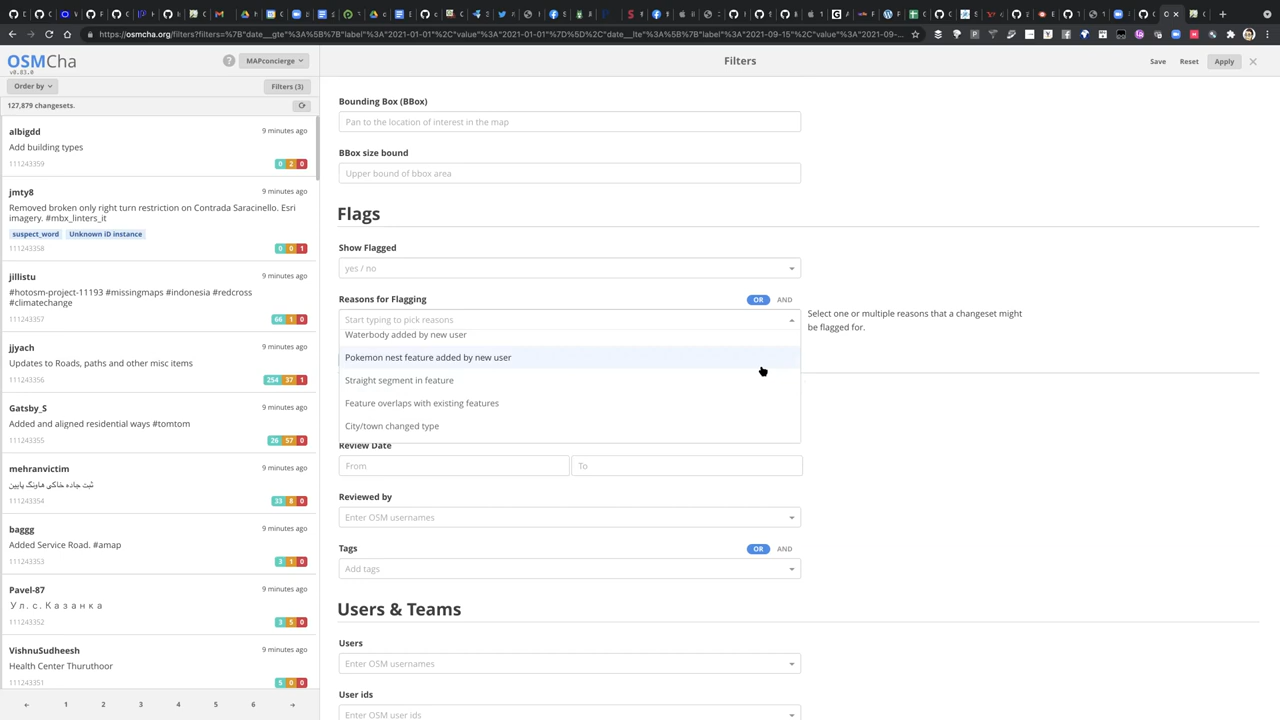 https://osmcha.org/filters?filters=%7B"date__gte"%3A%5B%7B"label"%3A"2021-01-01"%2C"value"%3A"2021-01-01"%7D%5D%2C"date__lte"%3A%5B%7B"label"%3A"2021-09-15"%2C"value"%3A"2021-09-...
OSMCha
v0.83.0
?
MAPconcierge
Order by
Filters (3)
127,879 changesets.
albigdd 9 minutes ago
Add building types
111243359 0 2 0
jmty8 9 minutes ago
Removed broken only right turn restriction on Contrada Saracinello. Esri
imagery. #mbx_linters_it
suspect_word Unknown iD instance
111243358 0 0 1
jillistu 9 minutes ago
#hotosm-project-11193 #missingmaps #indonesia #redcross
#climatechange
111243357 66 1 0
jjyach 9 minutes ago
Updates to Roads, paths and other misc items
111243356 254 37 1
Gatsby_S 9 minutes ago
Added and aligned residential ways #tomtom
111243355 26 57 0
mehranvictim 9 minutes ago
ثبت جاده خاکی هاونگ پایین
111243354 33 8 0
baggg 9 minutes ago
Added Service Road. #amap
111243353 3 1 0
Pavel-87 9 minutes ago
Ул.с.Казанка
111243352 3 5 0
VishnuSudheesh 9 minutes ago
Health Center Thuruthoor
111243351 5 0 0
← 1 2 3 4 5 6 →
Filters
Save Reset Apply
Bounding Box (BBox)
Pan to the location of interest in the map
BBox size bound
Upper bound of bbox area
Flags
Show Flagged
yes / no
Reasons for Flagging OR AND
Start typing to pick reasons
Select one or multiple reasons that a changeset might
be flagged for.
Waterbody added by new user
Pokemon nest feature added by new user
Straight segment in feature
Feature overlaps with existing features
City/town changed type
Review Date
From To
Reviewed by
Enter OSM usernames
Tags OR AND
Add tags
Users & Teams
Users
Enter OSM usernames
User ids
Enter OSM user ids